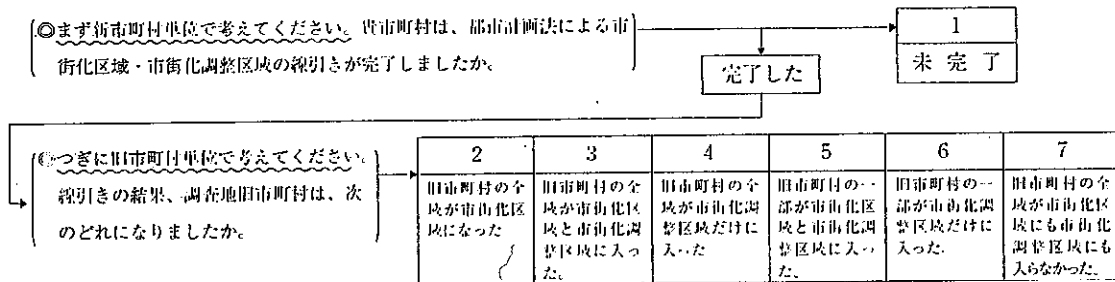 ◎まず新市町村単位で考えてください。貴市町村は、都市計画法による市
街化区域・市街化調整区域の線引きが完了しましたか。
1
未完了
完了した
◎つぎに旧市町村単位で考えてください。
線引きの結果、調査地旧市町村は、次
のどれになりましたか。
2
旧市町村の全
域が市街化区
域になった
3
旧市町村の全
域が市街化区
域と市街化調
整区域に入っ
た。
4
旧市町村の全
域が市街化調
整区域だけに
入った
5
旧市町村の一
部が市街化区
域と市街化調
整区域に入っ
た。
6
旧市町村の一
部が市街化調
整区域だけに
入った.
7
旧市町村の全
域が市街化区
域にも市街化
調整区域にも
入らなかった。